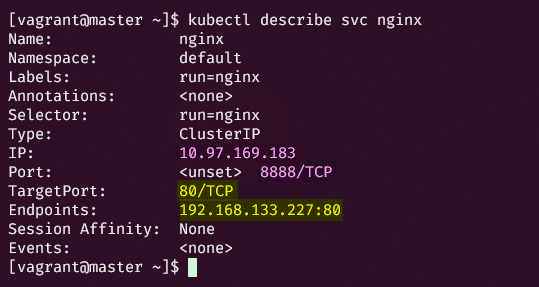 [vagrant@master ~]$ kubectl describe svc nginx
Name:              nginx
Namespace:         default
Labels:            run=nginx
Annotations:       <none>
Selector:          run=nginx
Type:              ClusterIP
IP:                10.97.169.183
Port:              <unset>  8888/TCP
TargetPort:        80/TCP
Endpoints:         192.168.133.227:80
Session Affinity:  None
Events:            <none>
[vagrant@master ~]$